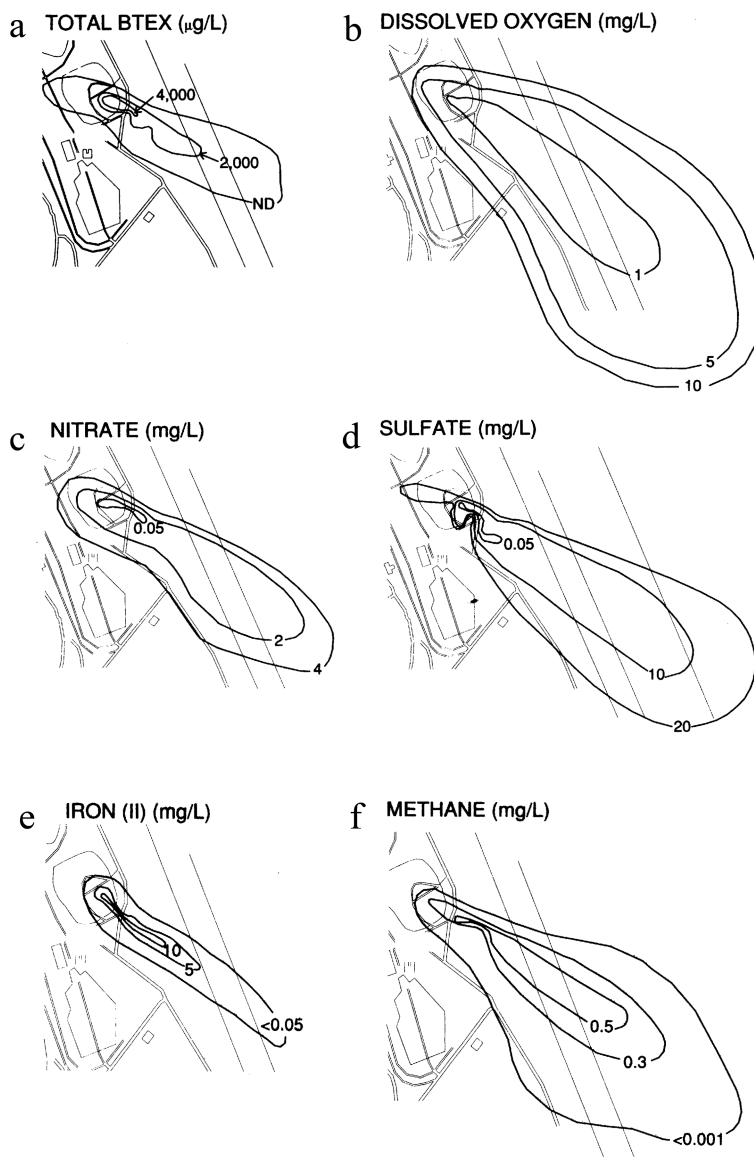 a TOTAL BTEX (µg/L)
4,000
2,000
ND
b DISSOLVED OXYGEN (mg/L)
1
5
10
c NITRATE (mg/L)
0.05
2
4
d SULFATE (mg/L)
0.05
10
20
e IRON (II) (mg/L)
10
5
<0.05
f METHANE (mg/L)
0.5
0.3
<0.001